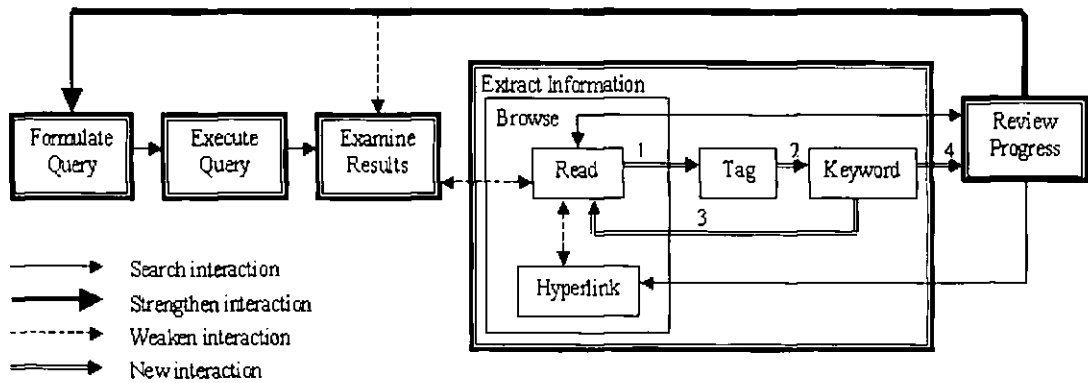 Extract Information
Browse
Formulate
Query
Execute
Query
Examine
Results
Read
1
Tag
2
Keyword
4
Review
Progress
3
Hyperlink
Search interaction
Strengthen interaction
Weaken interaction
New interaction